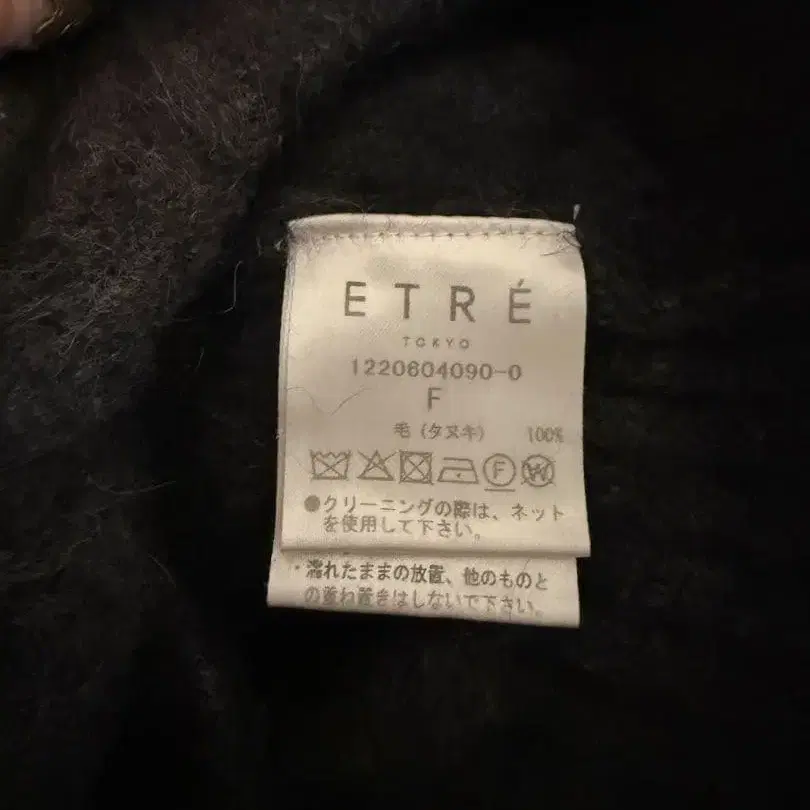 ETRÉ
TOKYO
1220604090-0
F
毛（タヌキ） 100%
F W
●クリーニングの際は、ネット
を使用して下さい。
・濡れたままの放置、他のものと
の重ね置きはしないで下さい。